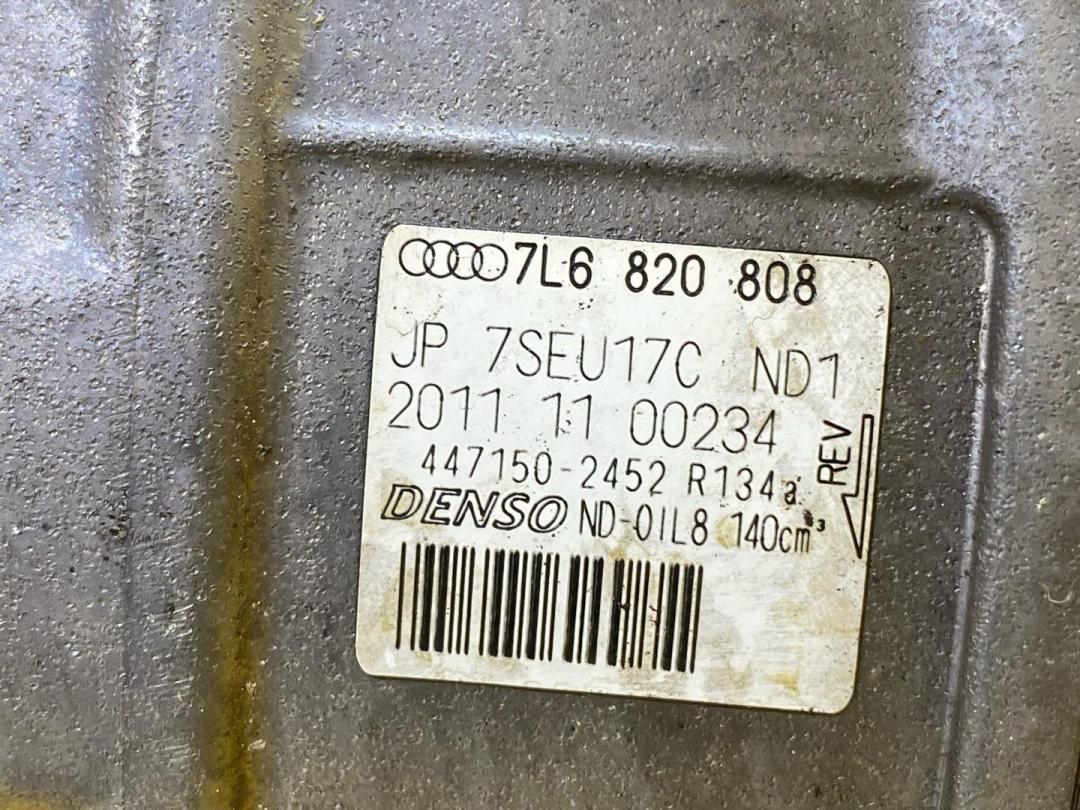 7L6 820 808
JP 7SEU17C ND1
2011 11 00234
447150-2452 R134a
REV
DENSO ND-OIL8 140cm³